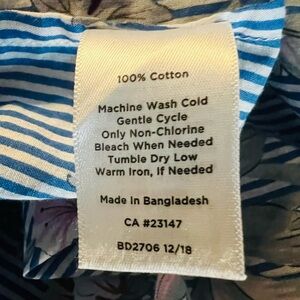 100% Cotton
Machine Wash Cold
Gentle Cycle
Only Non-Chlorine
Bleach When Needed
Tumble Dry Low
Warm Iron, If Needed
Made in Bangladesh
CA #23147
BD2706 12/18